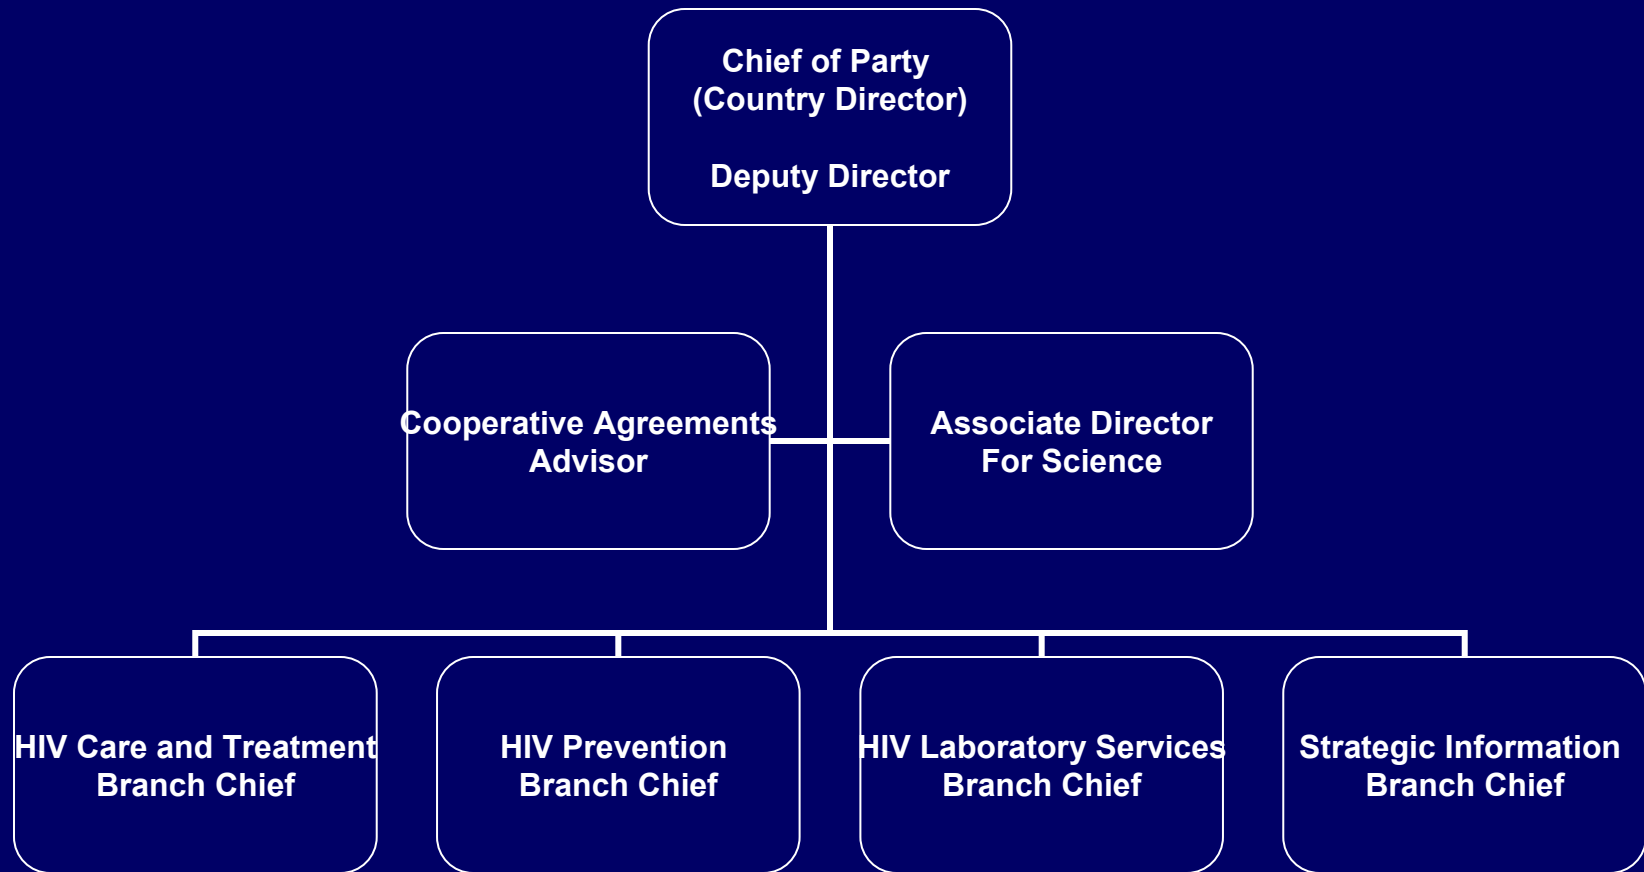 Chief of Party
(Country Director)
Deputy Director
Cooperative Agreements
Advisor
Associate Director
For Science
HIV Care and Treatment
Branch Chief
HIV Prevention
Branch Chief
HIV Laboratory Services
Branch Chief
Strategic Information
Branch Chief